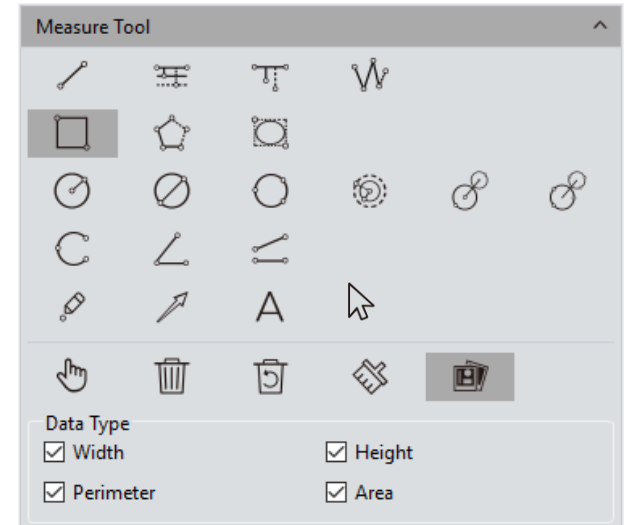 Measure Tool
A
Data Type
Width Height
Perimeter Area